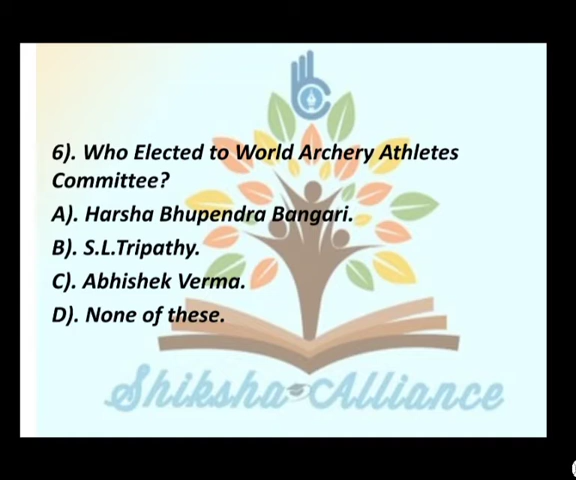 6). Who Elected to World Archery Athletes
Committee?
A). Harsha Bhupendra Bangari.
B). S.L.Tripathy.
C). Abhishek Verma.
D). None of these.
Shiksha Alliance